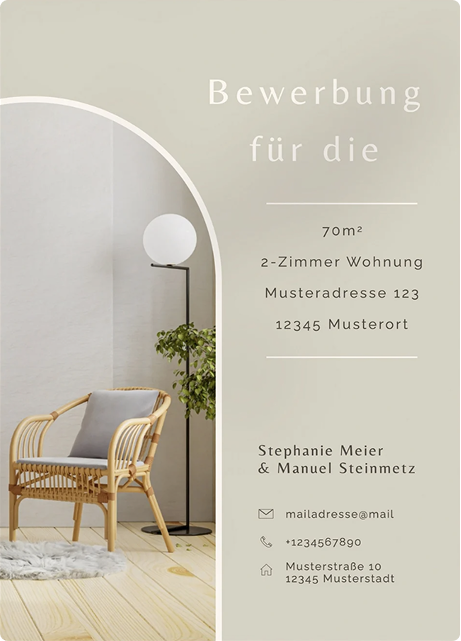 Bewerbung
für die
70m²
2-Zimmer Wohnung
Musteradresse 123
12345 Musterort
Stephanie Meier
& Manuel Steinmetz
mailadresse@mail
+1234567890
Musterstraße 10
12345 Musterstadt